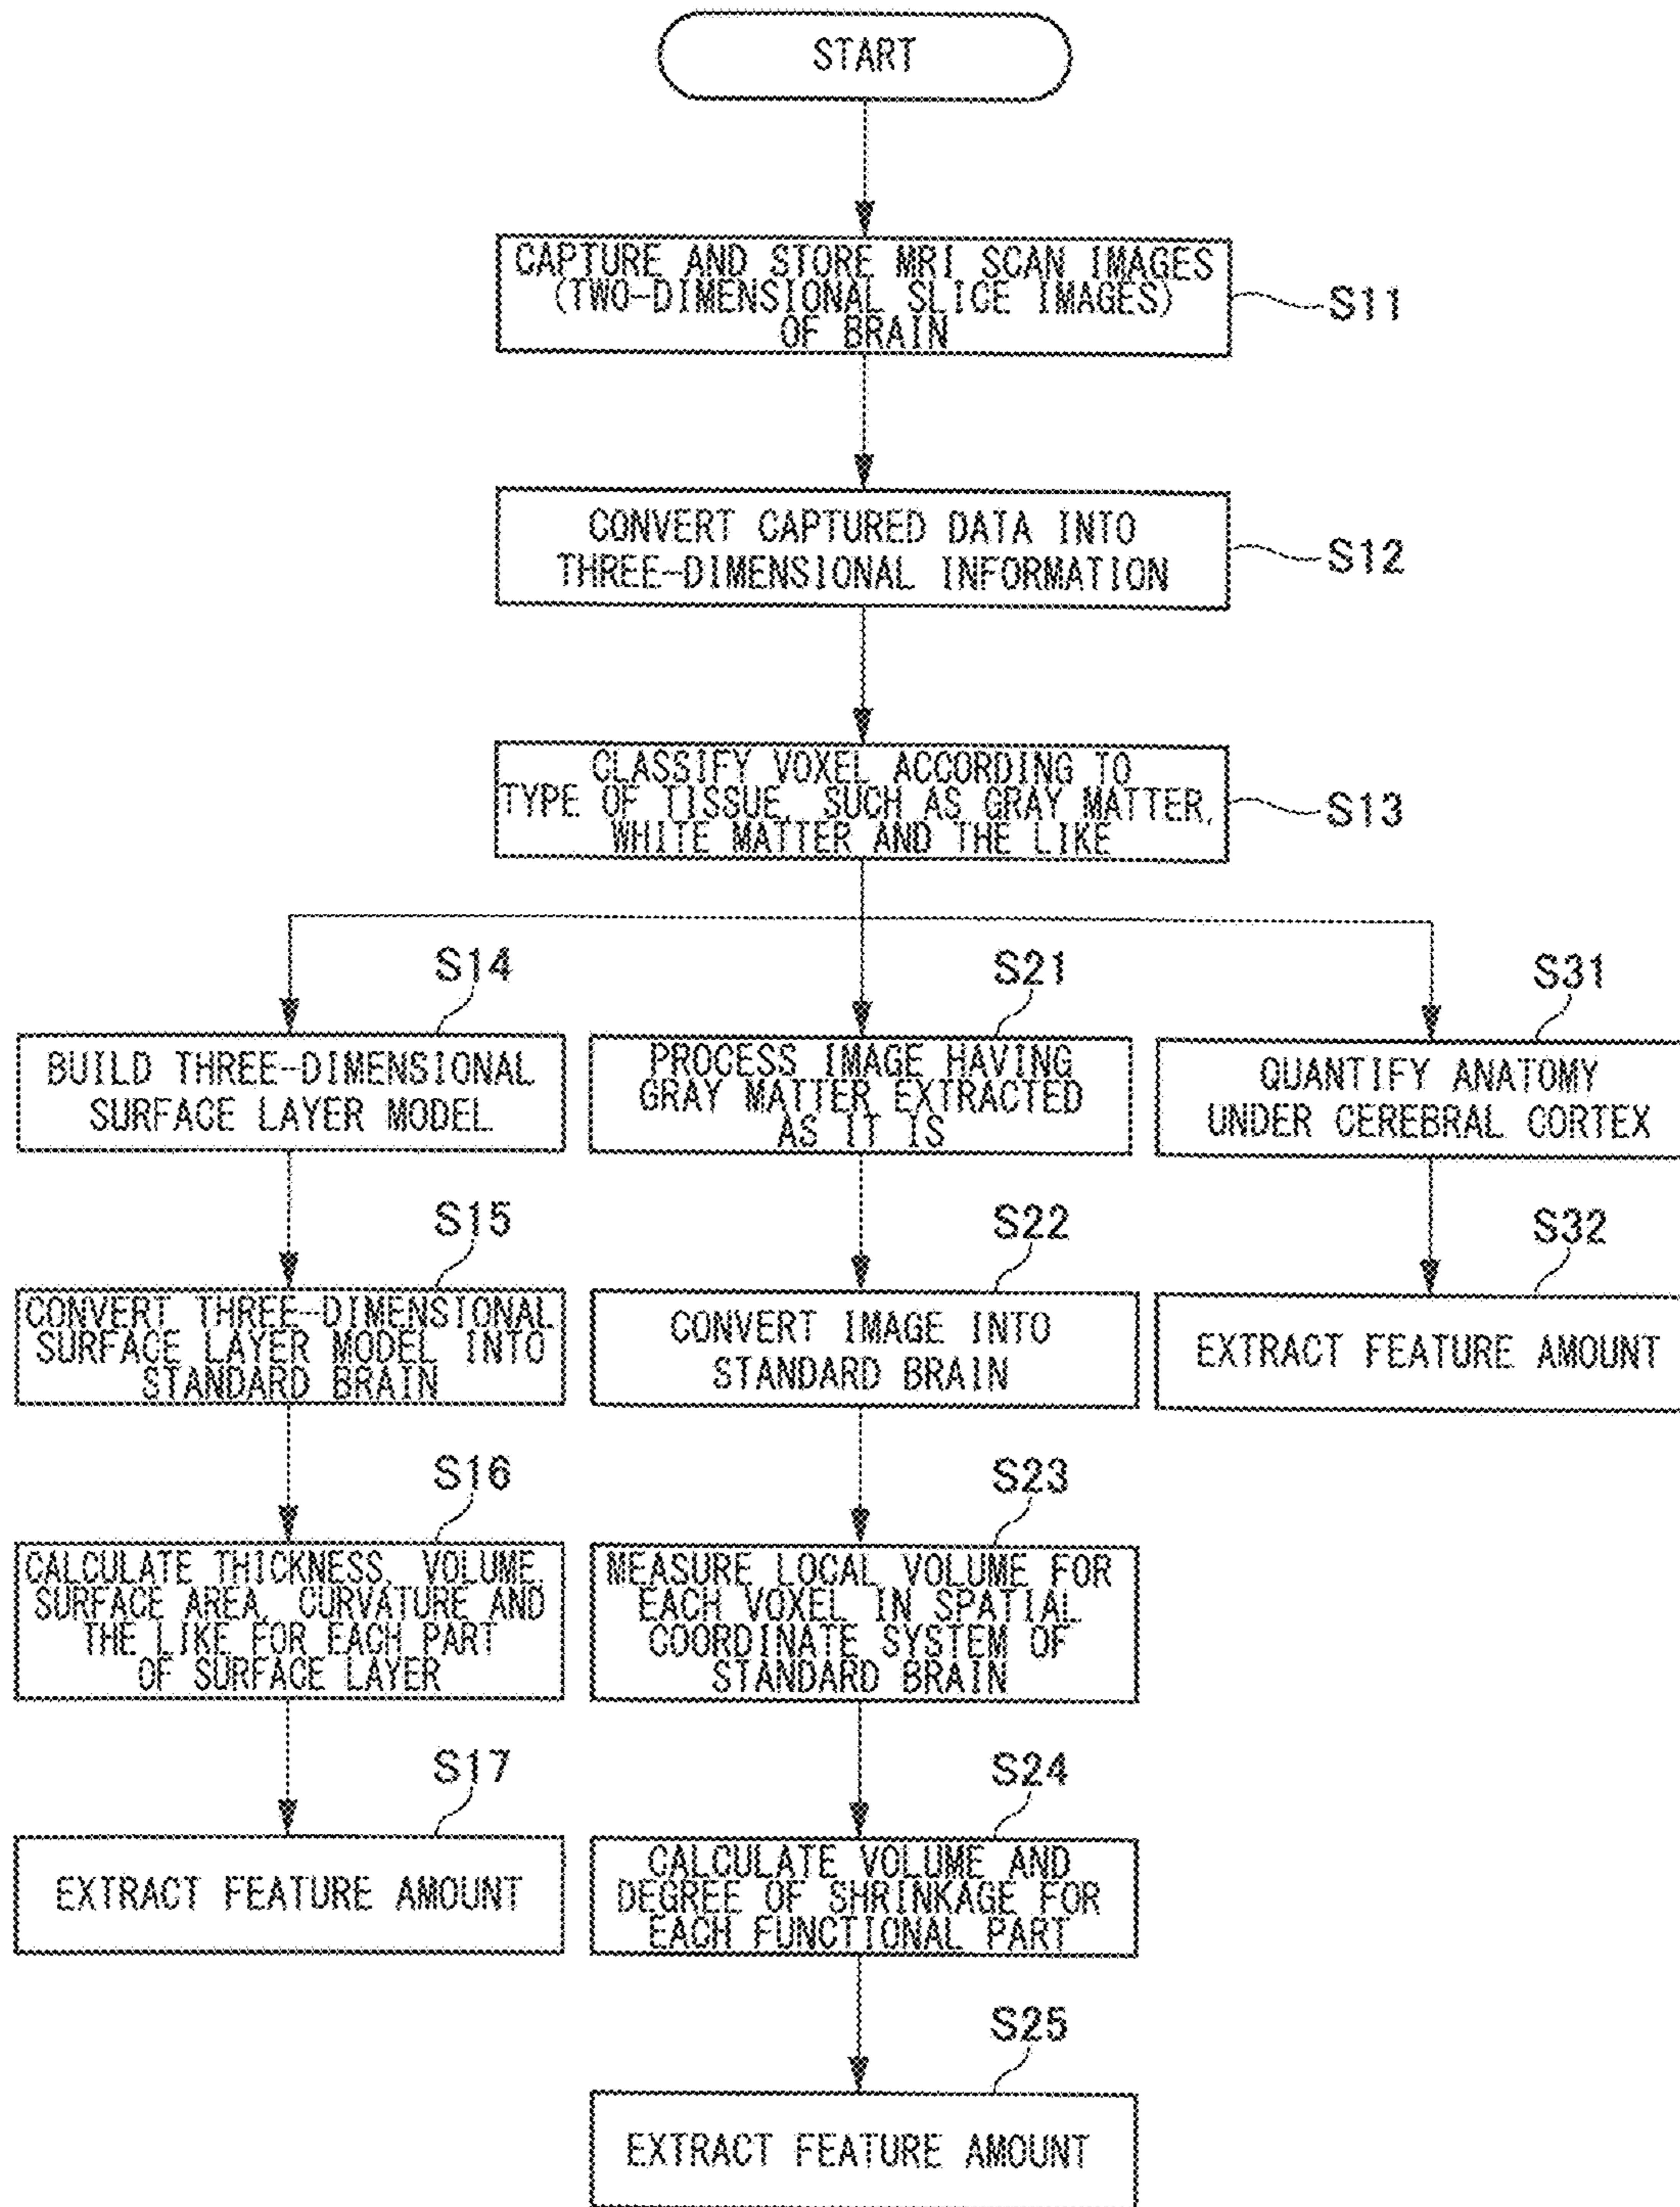 START
CAPTURE AND STORE MRI SCAN IMAGES
(TWO-DIMENSIONAL SLICE IMAGES)
OF BRAIN
S11
CONVERT CAPTURED DATA INTO
THREE-DIMENSIONAL INFORMATION
S12
CLASSIFY VOXEL ACCORDING TO
TYPE OF TISSUE, SUCH AS GRAY MATTER,
WHITE MATTER AND THE LIKE
S13
S14
BUILD THREE-DIMENSIONAL
SURFACE LAYER MODEL
S15
CONVERT THREE-DIMENSIONAL
SURFACE LAYER MODEL INTO
STANDARD BRAIN
S16
CALCULATE THICKNESS, VOLUME,
SURFACE AREA, CURVATURE AND
THE LIKE FOR EACH PART
OF SURFACE LAYER
S17
EXTRACT FEATURE AMOUNT
S21
PROCESS IMAGE HAVING
GRAY MATTER EXTRACTED
AS IT IS
S22
CONVERT IMAGE INTO
STANDARD BRAIN
S23
MEASURE LOCAL VOLUME FOR
EACH VOXEL IN SPATIAL
COORDINATE SYSTEM OF
STANDARD BRAIN
S24
CALCULATE VOLUME AND
DEGREE OF SHRINKAGE FOR
EACH FUNCTIONAL PART
S25
EXTRACT FEATURE AMOUNT
S31
QUANTIFY ANATOMY
UNDER CEREBRAL CORTEX
S32
EXTRACT FEATURE AMOUNT